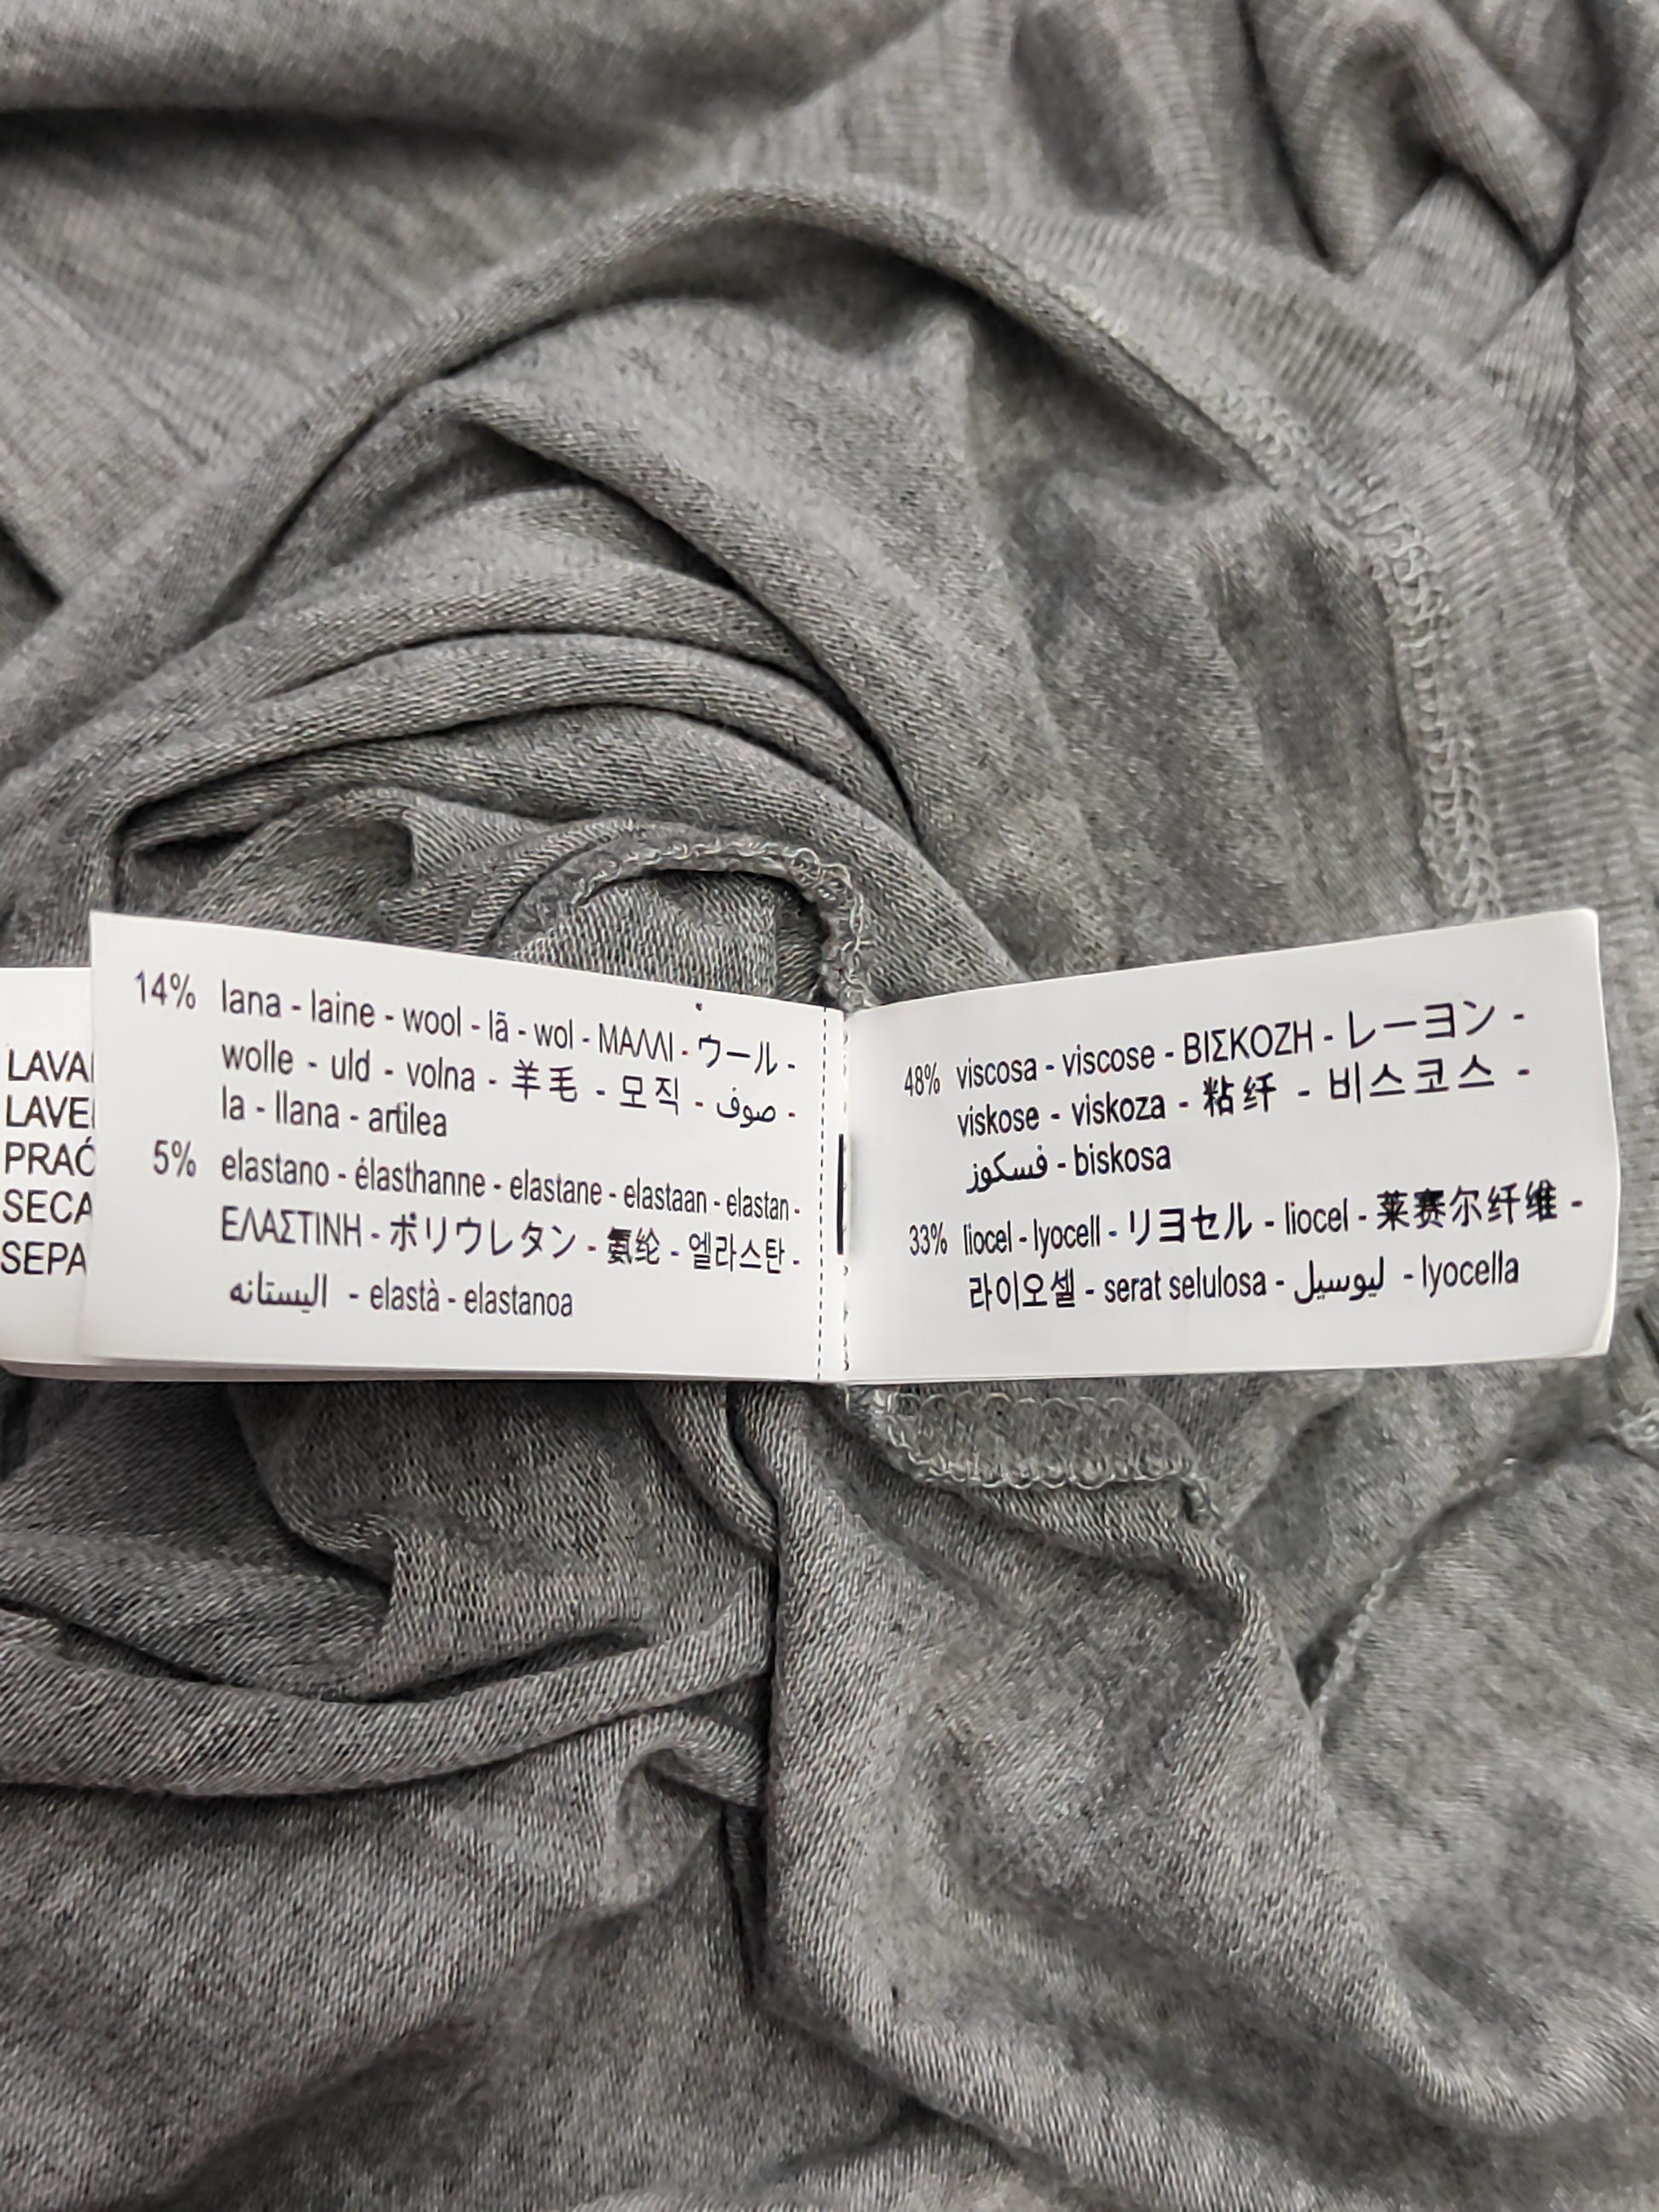 LAVA
LAVE
PRAĆ
SECA
SEPA
14% lana - laine - wool - lã - wol - ΜΑΛΛΙ - ウール -
wolle - uld - volna - 羊毛 - 모직 - صوف -
la - llana - artilea
5% elastano - élasthanne - elastane - elastaan - elastan -
ΕΛΑΣΤΙΝΗ - ポリウレタン - 氨纶 - 엘라스탄 -
اليستانه - elastà - elastanoa
48% viscosa - viscose - ΒΙΣΚΟΖΗ - レーヨン -
viskose - viskoza - 粘纤 - 비스코스 -
فسكوز - biskosa
33% liocel - lyocell - リヨセル - liocel - 莱赛尔纤维 -
라이오셀 - serat selulosa - ليوسيل - lyocella